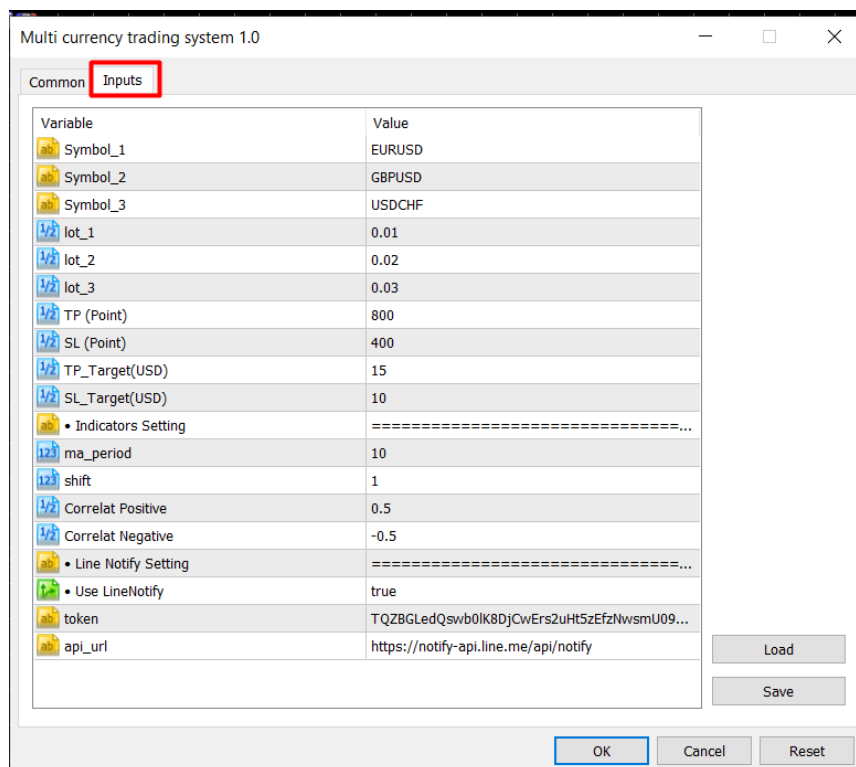 Multi currency trading system 1.0
Common Inputs
Variable Value
Symbol_1 EURUSD
Symbol_2 GBPUSD
Symbol_3 USDCHF
lot_1 0.01
lot_2 0.02
lot_3 0.03
TP (Point) 800
SL (Point) 400
TP_Target(USD) 15
SL_Target(USD) 10
• Indicators Setting ===============================...
ma_period 10
shift 1
Correlat Positive 0.5
Correlat Negative -0.5
• Line Notify Setting ===============================...
• Use LineNotify true
token TQZBGLedQswb0lK8DjCwErs2uHt5zEfzNwsmU09...
api_url https://notify-api.line.me/api/notify
Load
Save
OK Cancel Reset